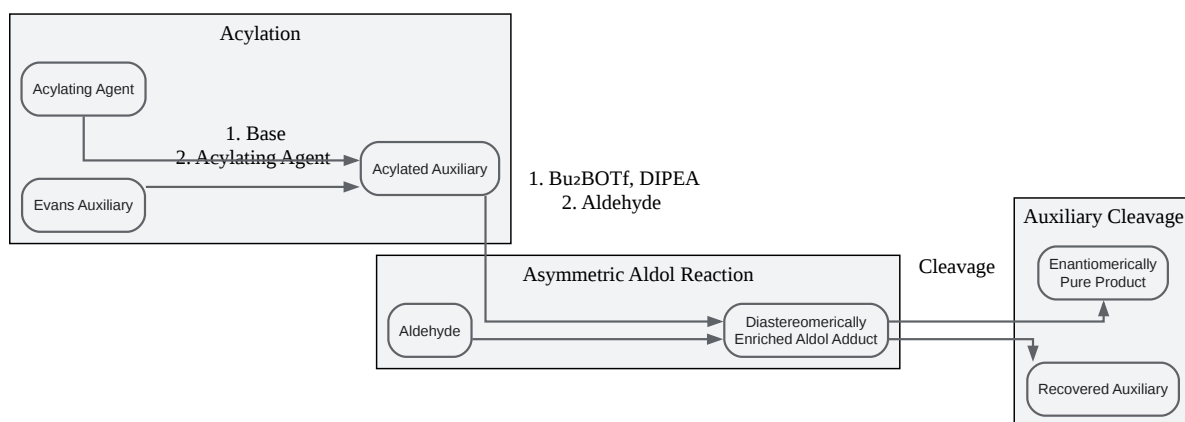 Acylation
Acylating Agent
1. Base
2. Acylating Agent
Acylated Auxiliary
Evans Auxiliary
1. Bu₂BOTf, DIPEA
2. Aldehyde
Asymmetric Aldol Reaction
Aldehyde
Diastereomerically
Enriched Aldol Adduct
Cleavage
Auxiliary Cleavage
Enantiomerically
Pure Product
Recovered Auxiliary